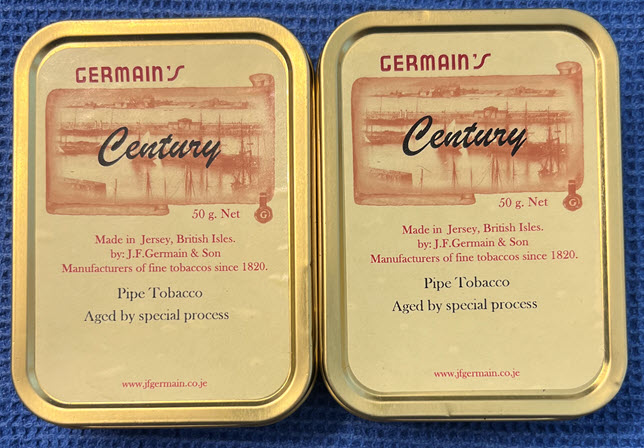 GERMAIN'S
Century
50 g. Net
G
Made in Jersey, British Isles.
by: J.F.Germain & Son
Manufacturers of fine tobaccos since 1820.
Pipe Tobacco
Aged by special process
www.jfgermain.co.je
GERMAIN'S
Century
50 g. Net
G
Made in Jersey, British Isles.
by: J.F.Germain & Son
Manufacturers of fine tobaccos since 1820.
Pipe Tobacco
Aged by special process
www.jfgermain.co.je